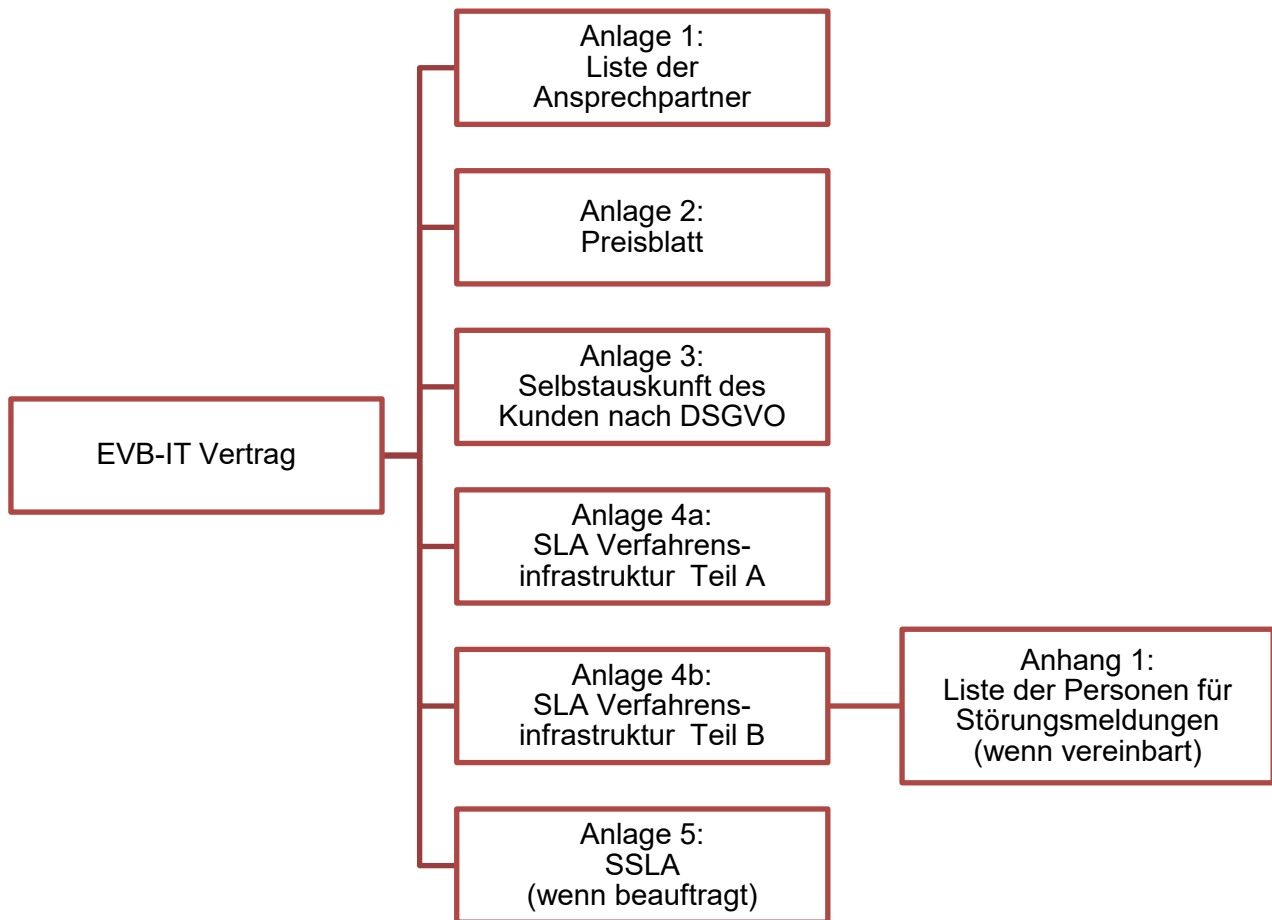 Anlage 1:
Liste der
Ansprechpartner
Anlage 2:
Preisblatt
Anlage 3:
Selbstauskunft des
Kunden nach DSGVO
EVB-IT Vertrag
Anlage 4a:
SLA Verfahrens-
infrastruktur Teil A
Anlage 4b:
SLA Verfahrens-
infrastruktur Teil B
Anhang 1:
Liste der Personen für
Störungsmeldungen
(wenn vereinbart)
Anlage 5:
SSLA
(wenn beauftragt)